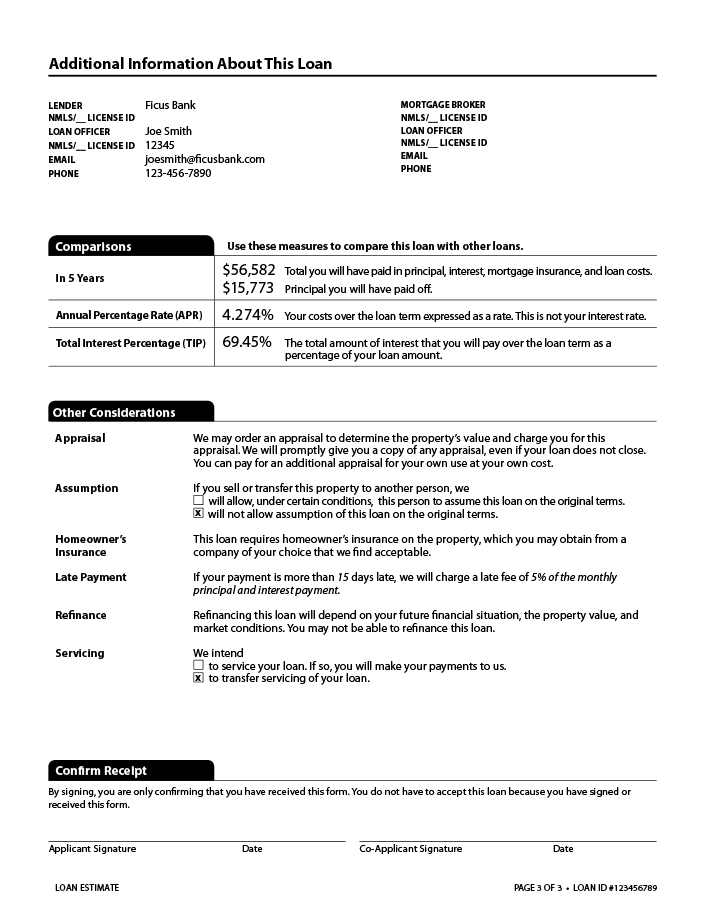 Additional Information About This Loan
LENDER Ficus Bank
NMLS/__ LICENSE ID
LOAN OFFICER Joe Smith
NMLS/__ LICENSE ID 12345
EMAIL joesmith@ficusbank.com
PHONE 123-456-7890
MORTGAGE BROKER
NMLS/__ LICENSE ID
LOAN OFFICER
NMLS/__ LICENSE ID
EMAIL
PHONE
Comparisons Use these measures to compare this loan with other loans.
In 5 Years
$56,582 Total you will have paid in principal, interest, mortgage insurance, and loan costs.
$15,773 Principal you will have paid off.
Annual Percentage Rate (APR) 4.274% Your costs over the loan term expressed as a rate. This is not your interest rate.
Total Interest Percentage (TIP) 69.45% The total amount of interest that you will pay over the loan term as a
percentage of your loan amount.
Other Considerations
Appraisal We may order an appraisal to determine the property's value and charge you for this
appraisal. We will promptly give you a copy of any appraisal, even if your loan does not close.
You can pay for an additional appraisal for your own use at your own cost.
Assumption If you sell or transfer this property to another person, we
☐ will allow, under certain conditions, this person to assume this loan on the original terms.
☒ will not allow assumption of this loan on the original terms.
Homeowner's This loan requires homeowner's insurance on the property, which you may obtain from a
Insurance company of your choice that we find acceptable.
Late Payment If your payment is more than 15 days late, we will charge a late fee of 5% of the monthly
principal and interest payment.
Refinance Refinancing this loan will depend on your future financial situation, the property value, and
market conditions. You may not be able to refinance this loan.
Servicing We intend
☐ to service your loan. If so, you will make your payments to us.
☒ to transfer servicing of your loan.
Confirm Receipt
By signing, you are only confirming that you have received this form. You do not have to accept this loan because you have signed or
received this form.
Applicant Signature Date Co-Applicant Signature Date
LOAN ESTIMATE PAGE 3 OF 3 • LOAN ID #123456789